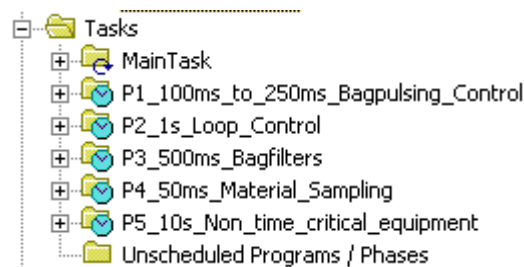 Tasks
MainTask
P1_100ms_to_250ms_Bagpulsing_Control
P2_1s_Loop_Control
P3_500ms_Bagfilters
P4_50ms_Material_Sampling
P5_10s_Non_time_critical_equipment
Unscheduled Programs / Phases